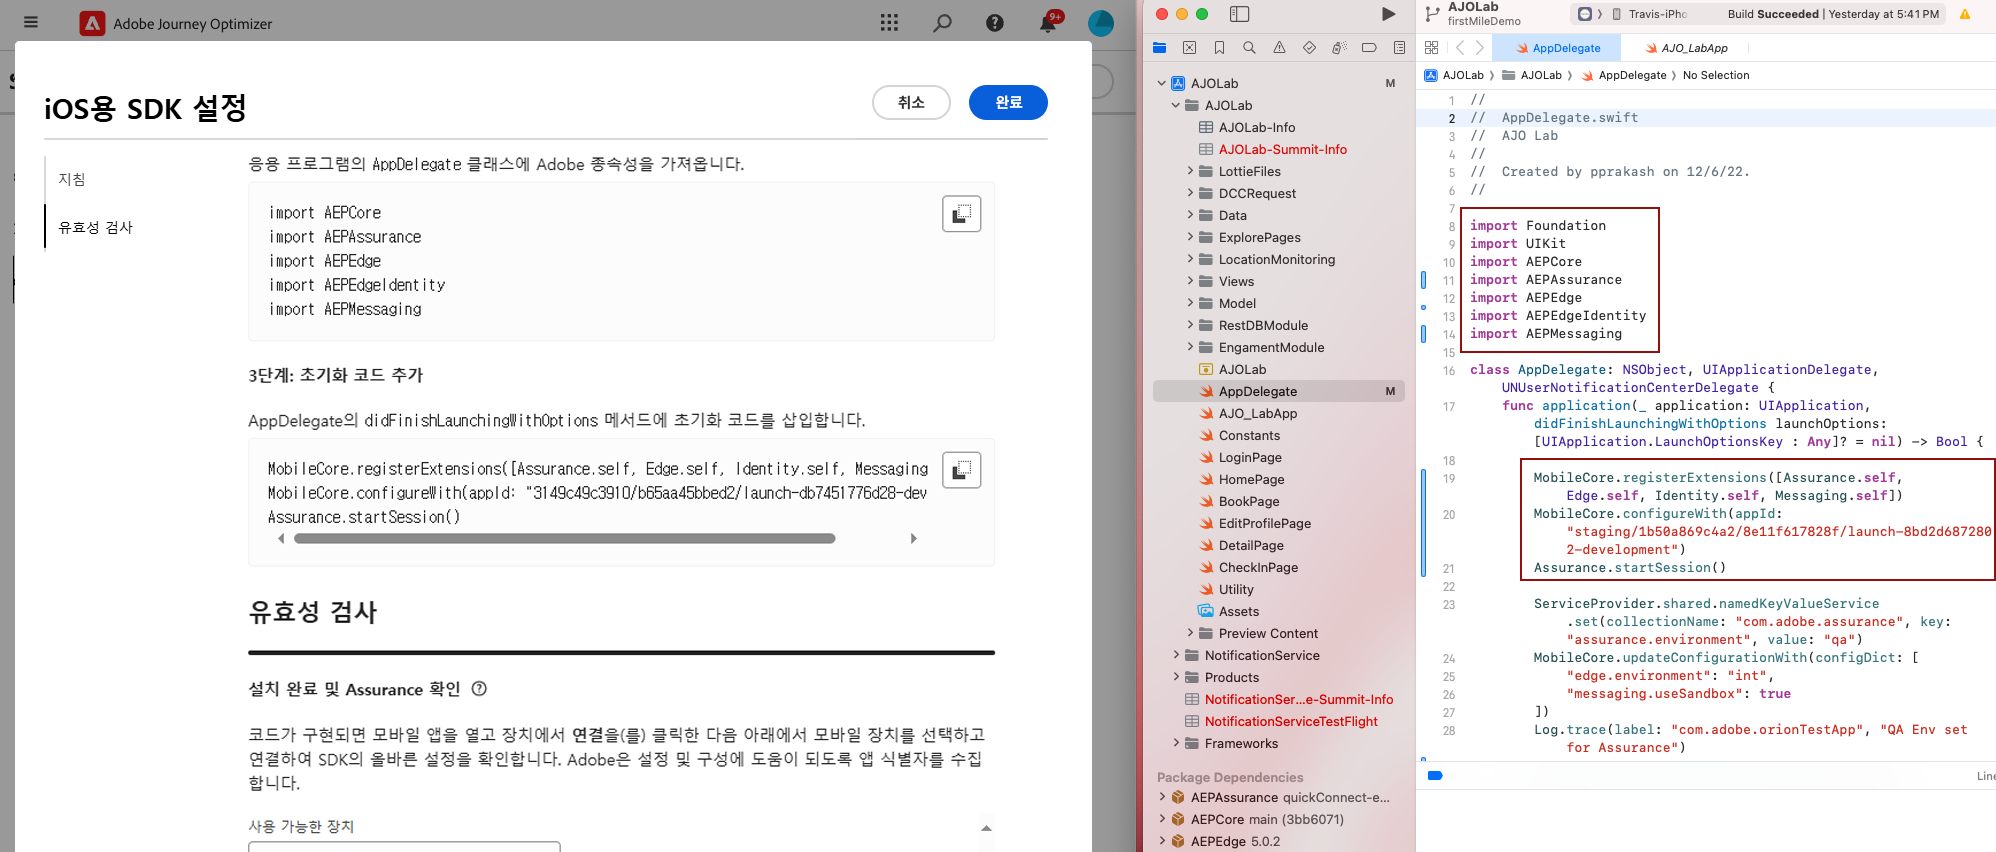 Adobe Journey Optimizer
9+
iOS용 SDK 설정
취소
완료
지침
유효성 검사
응용 프로그램의 AppDelegate 클래스에 Adobe 종속성을 가져옵니다.
import AEPCore
import AEPAssurance
import AEPEdge
import AEPEdgeIdentity
import AEPMessaging
3단계: 초기화 코드 추가
AppDelegate의 didFinishLaunchingWithOptions 메서드에 초기화 코드를 삽입합니다.
MobileCore.registerExtensions([Assurance.self, Edge.self, Identity.self, Messaging
MobileCore.configureWith(appId: "3149c49c3910/b65aa45bbed2/launch-db7451776d28-dev
Assurance.startSession()
유효성 검사
설치 완료 및 Assurance 확인
코드가 구현되면 모바일 앱을 열고 장치에서 연결을(를) 클릭한 다음 아래에서 모바일 장치를 선택하고
연결하여 SDK의 올바른 설정을 확인합니다. Adobe은 설정 및 구성에 도움이 되도록 앱 식별자를 수집
합니다.
사용 가능한 장치
AJOLab M
AJOLab
AJOLab-Info
AJOLab-Summit-Info
LottieFiles
DCCRequest
Data
ExplorePages
LocationMonitoring
Views
Model
RestDBModule
EngamentModule
AJOLab
AppDelegate M
AJO_LabApp
Constants
LoginPage
HomePage
BookPage
EditProfilePage
DetailPage
CheckInPage
Utility
Assets
Preview Content
NotificationService
Products
NotificationSer...e-Summit-Info
NotificationServiceTestFlight
Frameworks
Package Dependencies
AEPAssurance quickConnect-e...
AEPCore main (3bb6071)
AEPEdge 5.0.2
AJOLab
firstMileDemo
Travis-iPho
Build Succeeded | Yesterday at 5:41 PM
AppDelegate
AJO_LabApp
AJOLab > AJOLab > AppDelegate > No Selection
1 //
2 // AppDelegate.swift
3 // AJO Lab
4 //
5 // Created by pprakash on 12/6/22.
6 //
7
8 import Foundation
9 import UIKit
10 import AEPCore
11 import AEPAssurance
12 import AEPEdge
13 import AEPEdgeIdentity
14 import AEPMessaging
15
16 class AppDelegate: NSObject, UIApplicationDelegate,
UNUserNotificationCenterDelegate {
17 func application(_ application: UIApplication,
didFinishLaunchingWithOptions launchOptions:
[UIApplication.LaunchOptionsKey : Any]? = nil) -> Bool {
18
19 MobileCore.registerExtensions([Assurance.self,
Edge.self, Identity.self, Messaging.self])
20 MobileCore.configureWith(appId:
"staging/1b50a869c4a2/8e11f617828f/launch-8bd2d687280
2-development")
21 Assurance.startSession()
22
23 ServiceProvider.shared.namedKeyValueService
.set(collectionName: "com.adobe.assurance", key:
"assurance.environment", value: "qa")
24 MobileCore.updateConfigurationWith(configDict: [
25 "edge.environment": "int",
26 "messaging.useSandbox": true
27 ])
28 Log.trace(label: "com.adobe.orionTestApp", "QA Env set
for Assurance")
Line